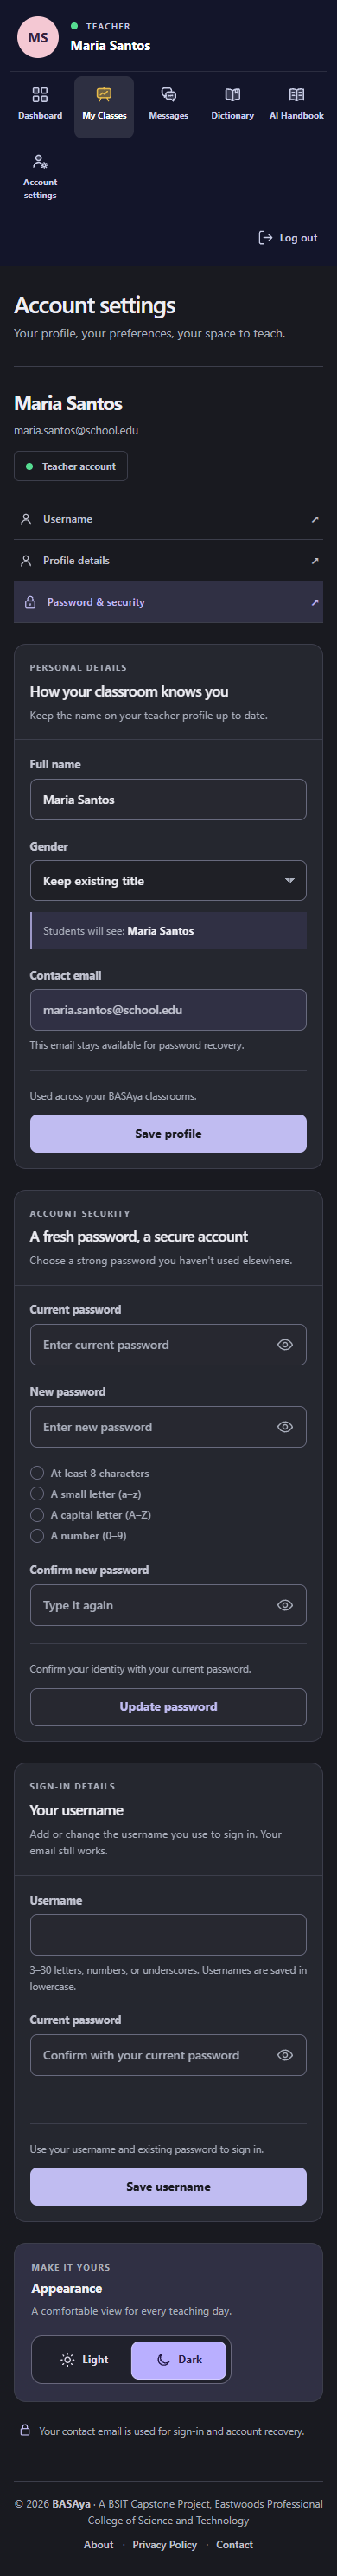 MS
TEACHER
Maria Santos
Dashboard
My Classes
Messages
Dictionary
AI Handbook
Account
settings
Log out
Account settings
Your profile, your preferences, your space to teach.
Maria Santos
maria.santos@school.edu
Teacher account
Username ↗
Profile details ↗
Password & security ↗
PERSONAL DETAILS
How your classroom knows you
Keep the name on your teacher profile up to date.
Full name
Maria Santos
Gender
Keep existing title
Students will see: Maria Santos
Contact email
maria.santos@school.edu
This email stays available for password recovery.
Used across your BASAya classrooms.
Save profile
ACCOUNT SECURITY
A fresh password, a secure account
Choose a strong password you haven't used elsewhere.
Current password
Enter current password
New password
Enter new password
At least 8 characters
A small letter (a–z)
A capital letter (A–Z)
A number (0–9)
Confirm new password
Type it again
Confirm your identity with your current password.
Update password
SIGN-IN DETAILS
Your username
Add or change the username you use to sign in. Your
email still works.
Username
3–30 letters, numbers, or underscores. Usernames are saved in
lowercase.
Current password
Confirm with your current password
Use your username and existing password to sign in.
Save username
MAKE IT YOURS
Appearance
A comfortable view for every teaching day.
Light
Dark
Your contact email is used for sign-in and account recovery.
© 2026 BASAya · A BSIT Capstone Project, Eastwoods Professional
College of Science and Technology
About · Privacy Policy · Contact